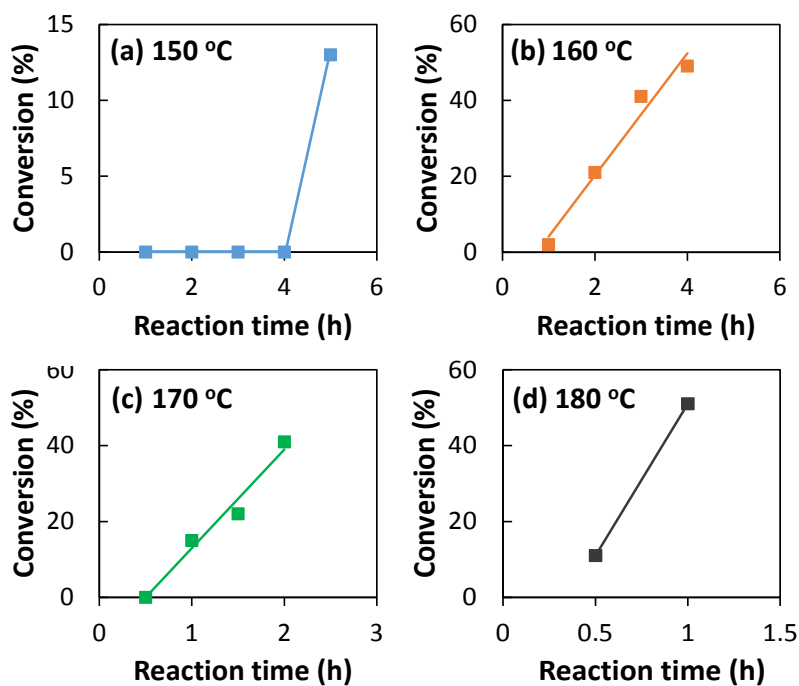 (a) 150 °C
Conversion (%)
15
10
5
0
0 2 4 6
Reaction time (h)
(b) 160 °C
Conversion (%)
60
40
20
0
0 2 4 6
Reaction time (h)
(c) 170 °C
Conversion (%)
60
40
20
0
0 1 2 3
Reaction time (h)
(d) 180 °C
Conversion (%)
60
40
20
0
0 0.5 1 1.5
Reaction time (h)